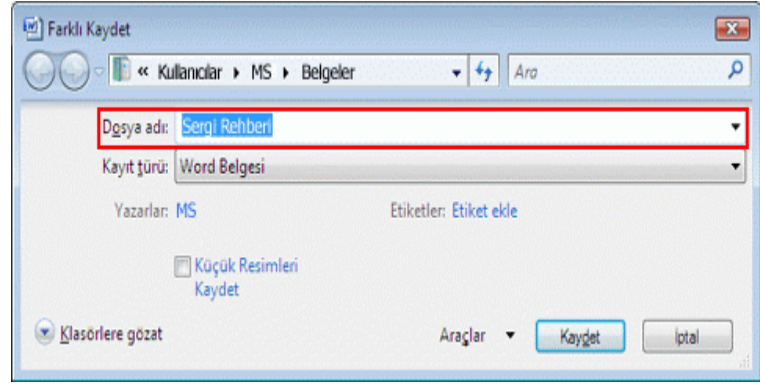 Farklı Kaydet
« Kullanıcılar ▸ MS ▸ Belgeler
Ara
Dosya adı: Sergi Rehberi
Kayıt türü: Word Belgesi
Yazarlar: MS Etiketler: Etiket ekle
Küçük Resimleri
Kaydet
Klasörlere gözat Araçlar Kaydet İptal